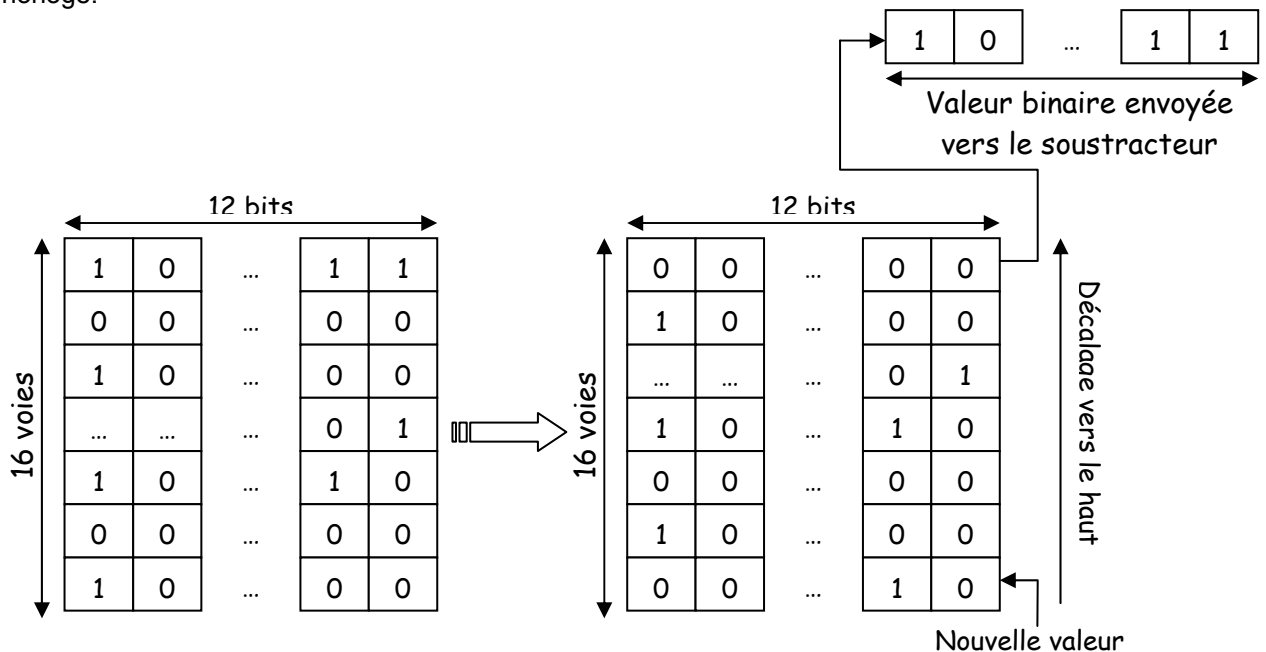 1 0 ... 1 1
Valeur binaire envoyée
vers le soustracteur
12 bits
16 voies
1 0 ... 1 1
0 0 ... 0 0
1 0 ... 0 0
... ... ... 0 1
1 0 ... 1 0
0 0 ... 0 0
1 0 ... 0 0
12 bits
16 voies
0 0 ... 0 0
1 0 ... 0 0
... ... ... 0 1
1 0 ... 1 0
0 0 ... 0 0
1 0 ... 0 0
0 0 ... 1 0
Décalage vers le haut
Nouvelle valeur